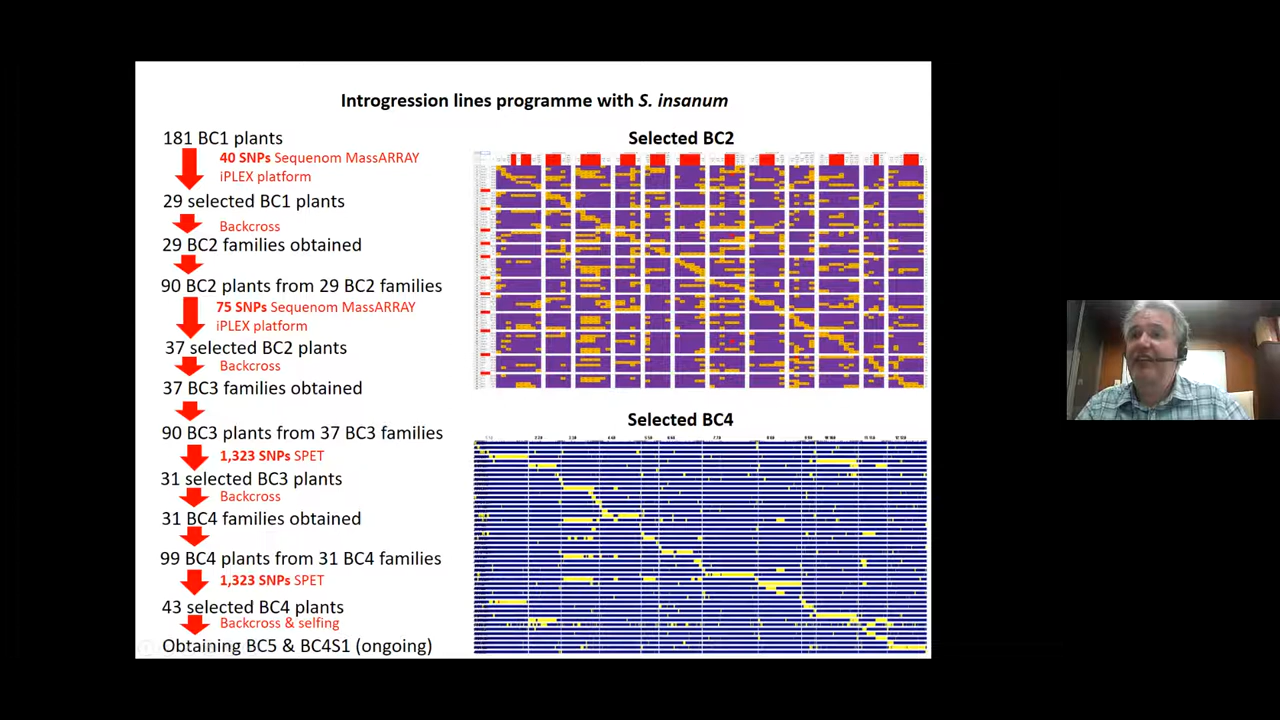 Introgression lines programme with S. insanum
181 BC1 plants
40 SNPs Sequenom MassARRAY
iPLEX platform
29 selected BC1 plants
Backcross
29 BC2 families obtained
90 BC2 plants from 29 BC2 families
75 SNPs Sequenom MassARRAY
iPLEX platform
37 selected BC2 plants
Backcross
37 BC3 families obtained
90 BC3 plants from 37 BC3 families
1,323 SNPs SPET
31 selected BC3 plants
Backcross
31 BC4 families obtained
99 BC4 plants from 31 BC4 families
1,323 SNPs SPET
43 selected BC4 plants
Backcross & selfing
Obtaining BC5 & BC4S1 (ongoing)
Selected BC2
Selected BC4